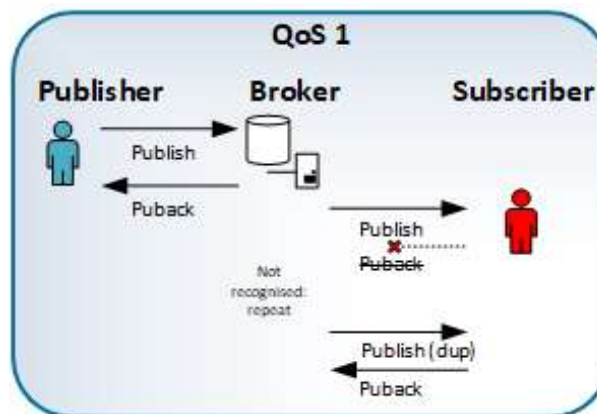 QoS 1
Publisher Broker Subscriber
Publish
Puback
Publish
Puback
Not
recognised:
repeat
Publish (dup)
Puback